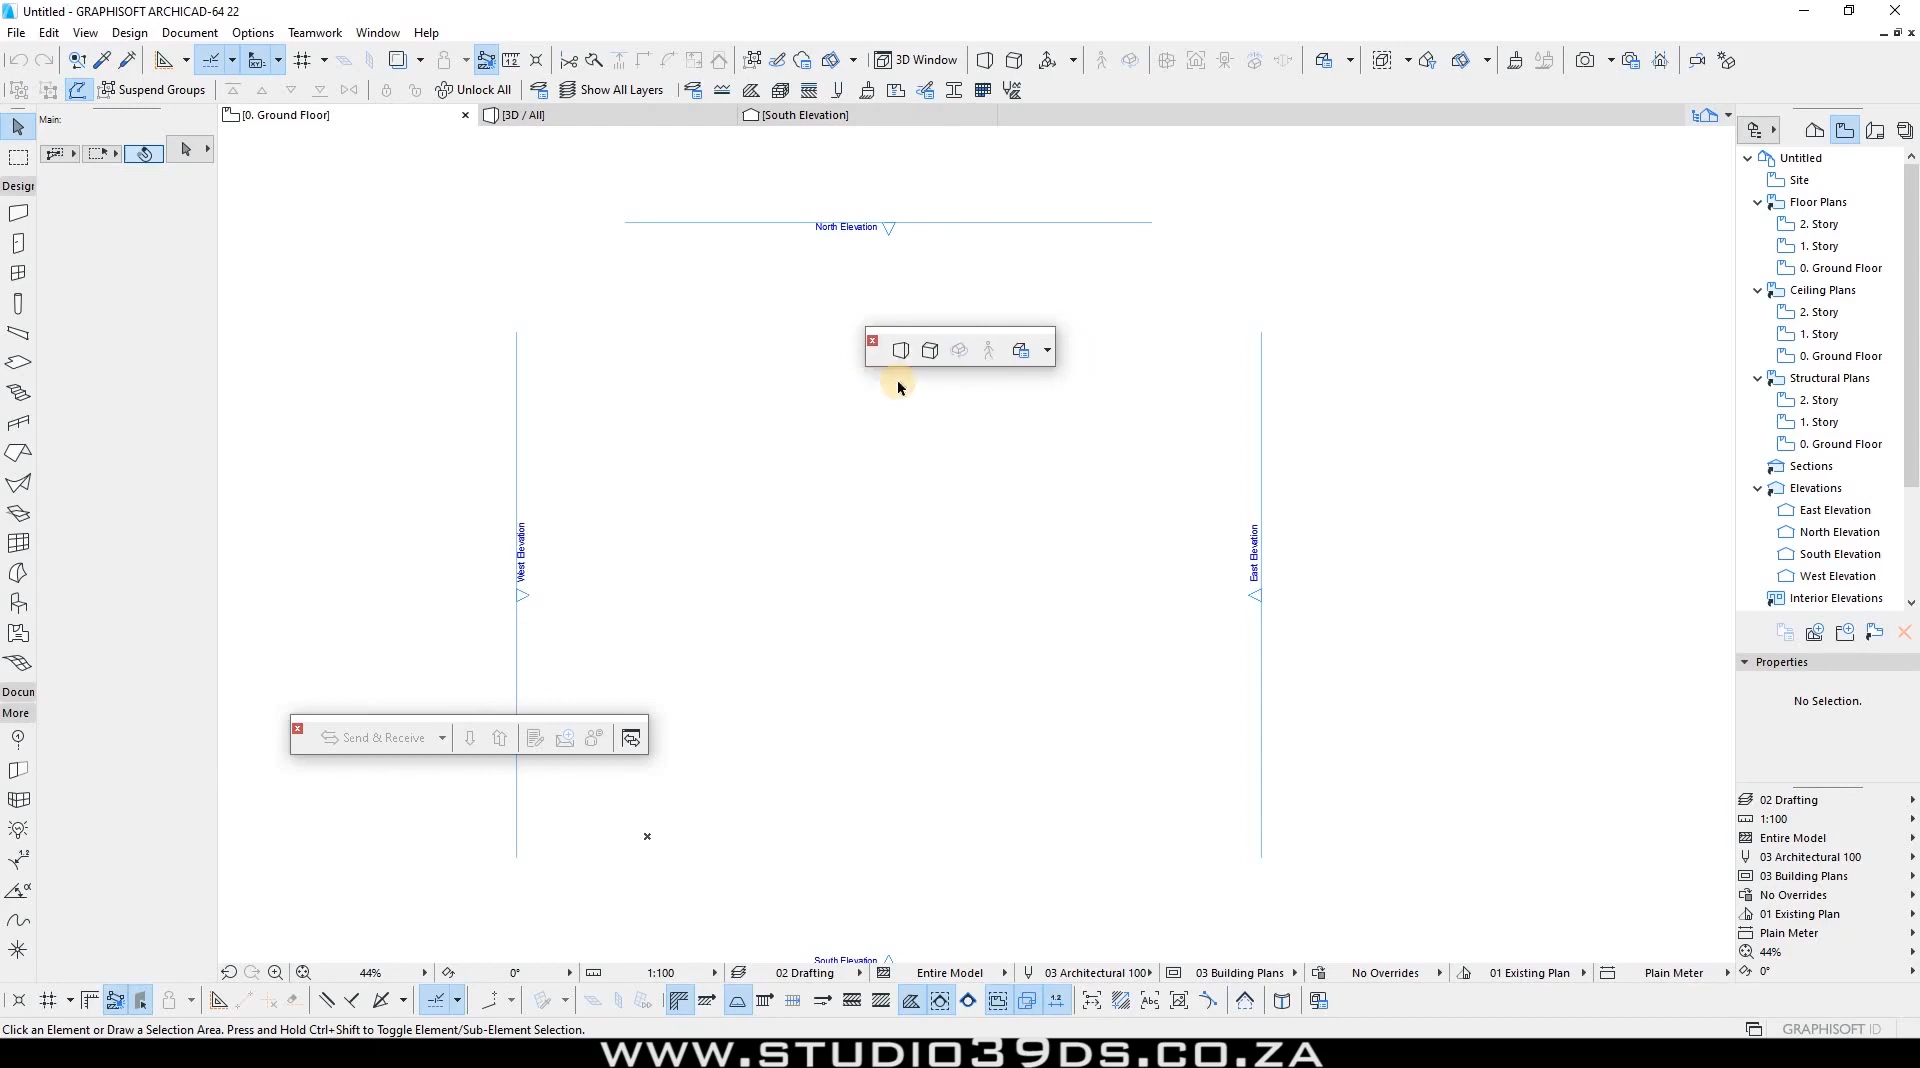 Untitled - GRAPHISOFT ARCHICAD-64 22
File Edit View Design Document Options Teamwork Window Help
3D Window
Suspend Groups Unlock All Show All Layers
[0. Ground Floor] [3D / All] [South Elevation]
Main:
Design
Docum
More
North Elevation
West Elevation
East Elevation
South Elevation
Send & Receive
Untitled
Site
Floor Plans
2. Story
1. Story
0. Ground Floor
Ceiling Plans
2. Story
1. Story
0. Ground Floor
Structural Plans
2. Story
1. Story
0. Ground Floor
Sections
Elevations
East Elevation
North Elevation
South Elevation
West Elevation
Interior Elevations
Properties
No Selection.
02 Drafting
1:100
Entire Model
03 Architectural 100
03 Building Plans
No Overrides
01 Existing Plan
Plain Meter
44%
0°
44% 0° 1:100 02 Drafting Entire Model 03 Architectural 100 03 Building Plans No Overrides 01 Existing Plan Plain Meter
Click an Element or Draw a Selection Area. Press and Hold Ctrl+Shift to Toggle Element/Sub-Element Selection.
GRAPHISOFT ID
WWW.STUDIO39DS.CO.ZA